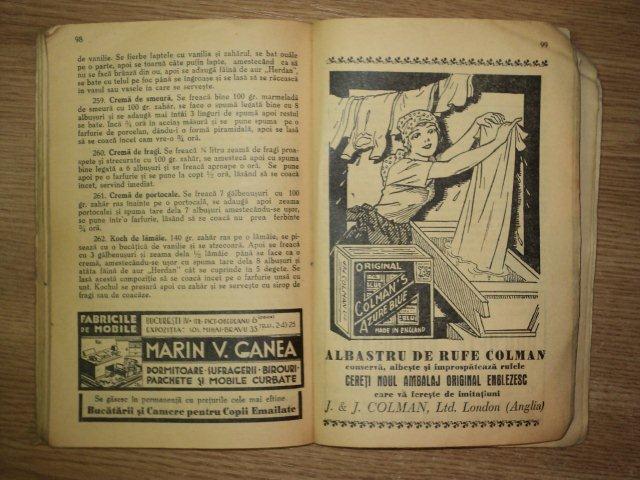 98
de vanilie. Se fierbe laptele cu vanilia şi zahărul, se bat ouăle
pe o parte, apoi se toarnă câte puţin lapte, amestecând ca să
nu se facă brânză din ou, apoi se adaugă făină de aur „Herdan”,
se bate cu telul pe foc până se îngroaşe şi se lasă să se răcească
în vasul sau vasele în care se serveşte.
259. Cremă de smeură. Se freacă bine 100 gr. marmeladă
de smeură cu 100 gr. zahăr, se face o spumă legată bine cu 8
albuşuri şi se adaugă mai întâi 3 linguri de spumă apoi restul
se bate. Încă ¾ oră în aceiaş măsură şi se pune spuma pe o
farfurie de porcelan, dându-i o formă piramidală, apoi se lasă
să se coacă încet cam vre-o ¾ oră.
260. Cremă de fragi. Se freacă ¼ litru zeamă de fragi proa-
spete şi strecurate cu 100 gr. zahăr, se amestecă apoi cu spuma
bine legată a 6 albuşuri şi se freacă aproape o oră. Se pune
apoi pe o farfurie şi se pune la copt ½ oră, lăsând să se coacă
încet, servind imediat.
261. Cremă de portocale. Se freacă 7 gălbenuşuri cu 100
gr. zahăr ras înainte pe o portocală, se adaugă apoi zeama
portocalei şi spuma tare dela 7 albuşuri amestecându-se uşor,
se pune într'o farfurie, lăsând să se coacă nu prea fierbinte
¾ oră.
262. Koch de lămâie. 140 gr. zahăr ras pe o lămâie, se pi-
sează cu o bucăţică de vanilie şi se strecoară. Apoi se freacă
cu 3 gălbenuşuri şi zeama dela ½ lămâie până se face ca o
cremă, amestecându-se uşor cu spuma tare dela 8 albuşuri şi
atâta făină de aur „Herdan” cât se cuprinde în 5 degete. Se
lasă această compoziţie să se coacă încet pe o farfurie unsă cu
unt. Kochul se presară apoi cu zahăr şi se serveşte cu sirop de
fragi sau de coacăze.
FABRICILE
DE MOBILE
BUCUREŞTI IV
EXPOZIŢIA: SOS. MIHAI-BRAVU 33
MARIN V. GANEA
DORMITOARE·SUFRAGERII·BIROURI·
PARCHETE ŞI MOBILE CURBATE
Se găsesc în permanenţă cu preţurile cele mai eftine
Bucătării şi Camere pentru Copii Emailate
99
ORIGINAL
COLMAN'S
AZURE BLUE
MADE IN ENGLAND
ALBASTRU DE RUFE COLMAN
conservă, albeşte şi împrospătează rufele
CEREŢI NOUL AMBALAJ ORIGINAL ENGLEZESC
care vă fereşte de imitaţiuni
J. & J. COLMAN, Ltd. London (Anglia)